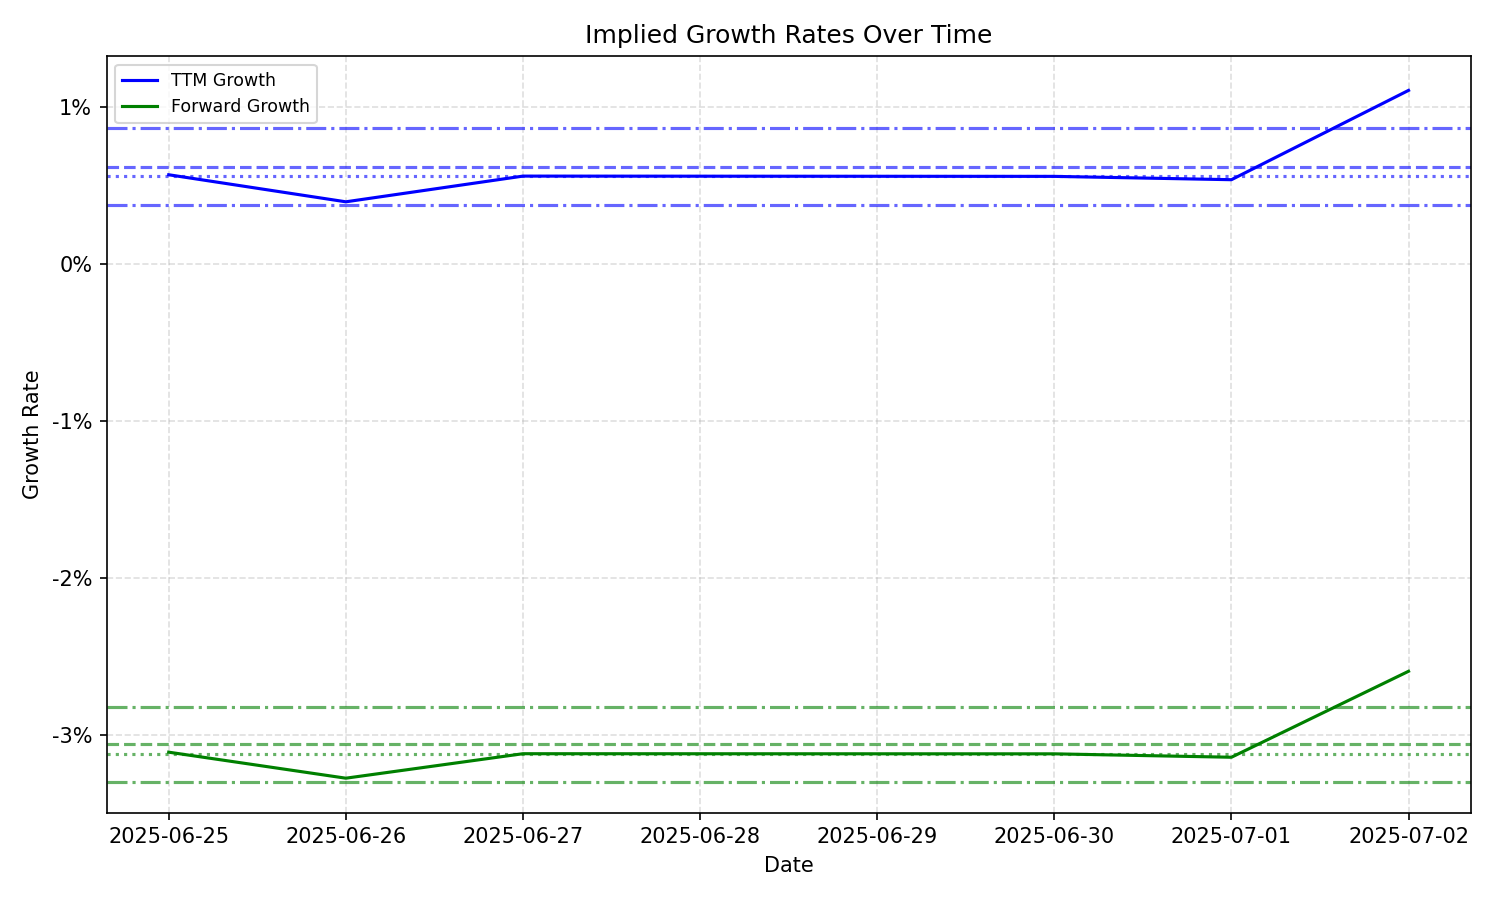 Implied Growth Rates Over Time
TTM Growth
Forward Growth
1%
0%
-1%
-2%
-3%
Growth Rate
2025-06-25 2025-06-26 2025-06-27 2025-06-28 2025-06-29 2025-06-30 2025-07-01 2025-07-02
Date